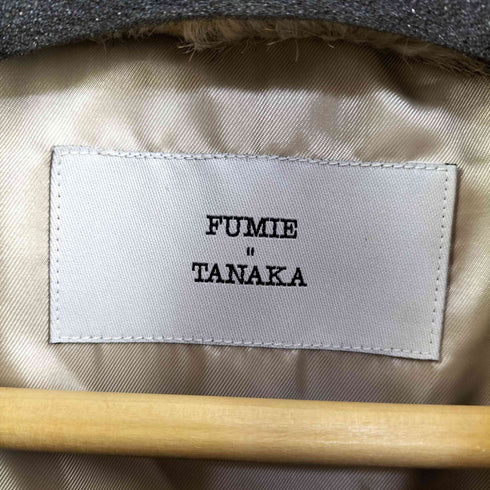 FUMIE
=
TANAKA